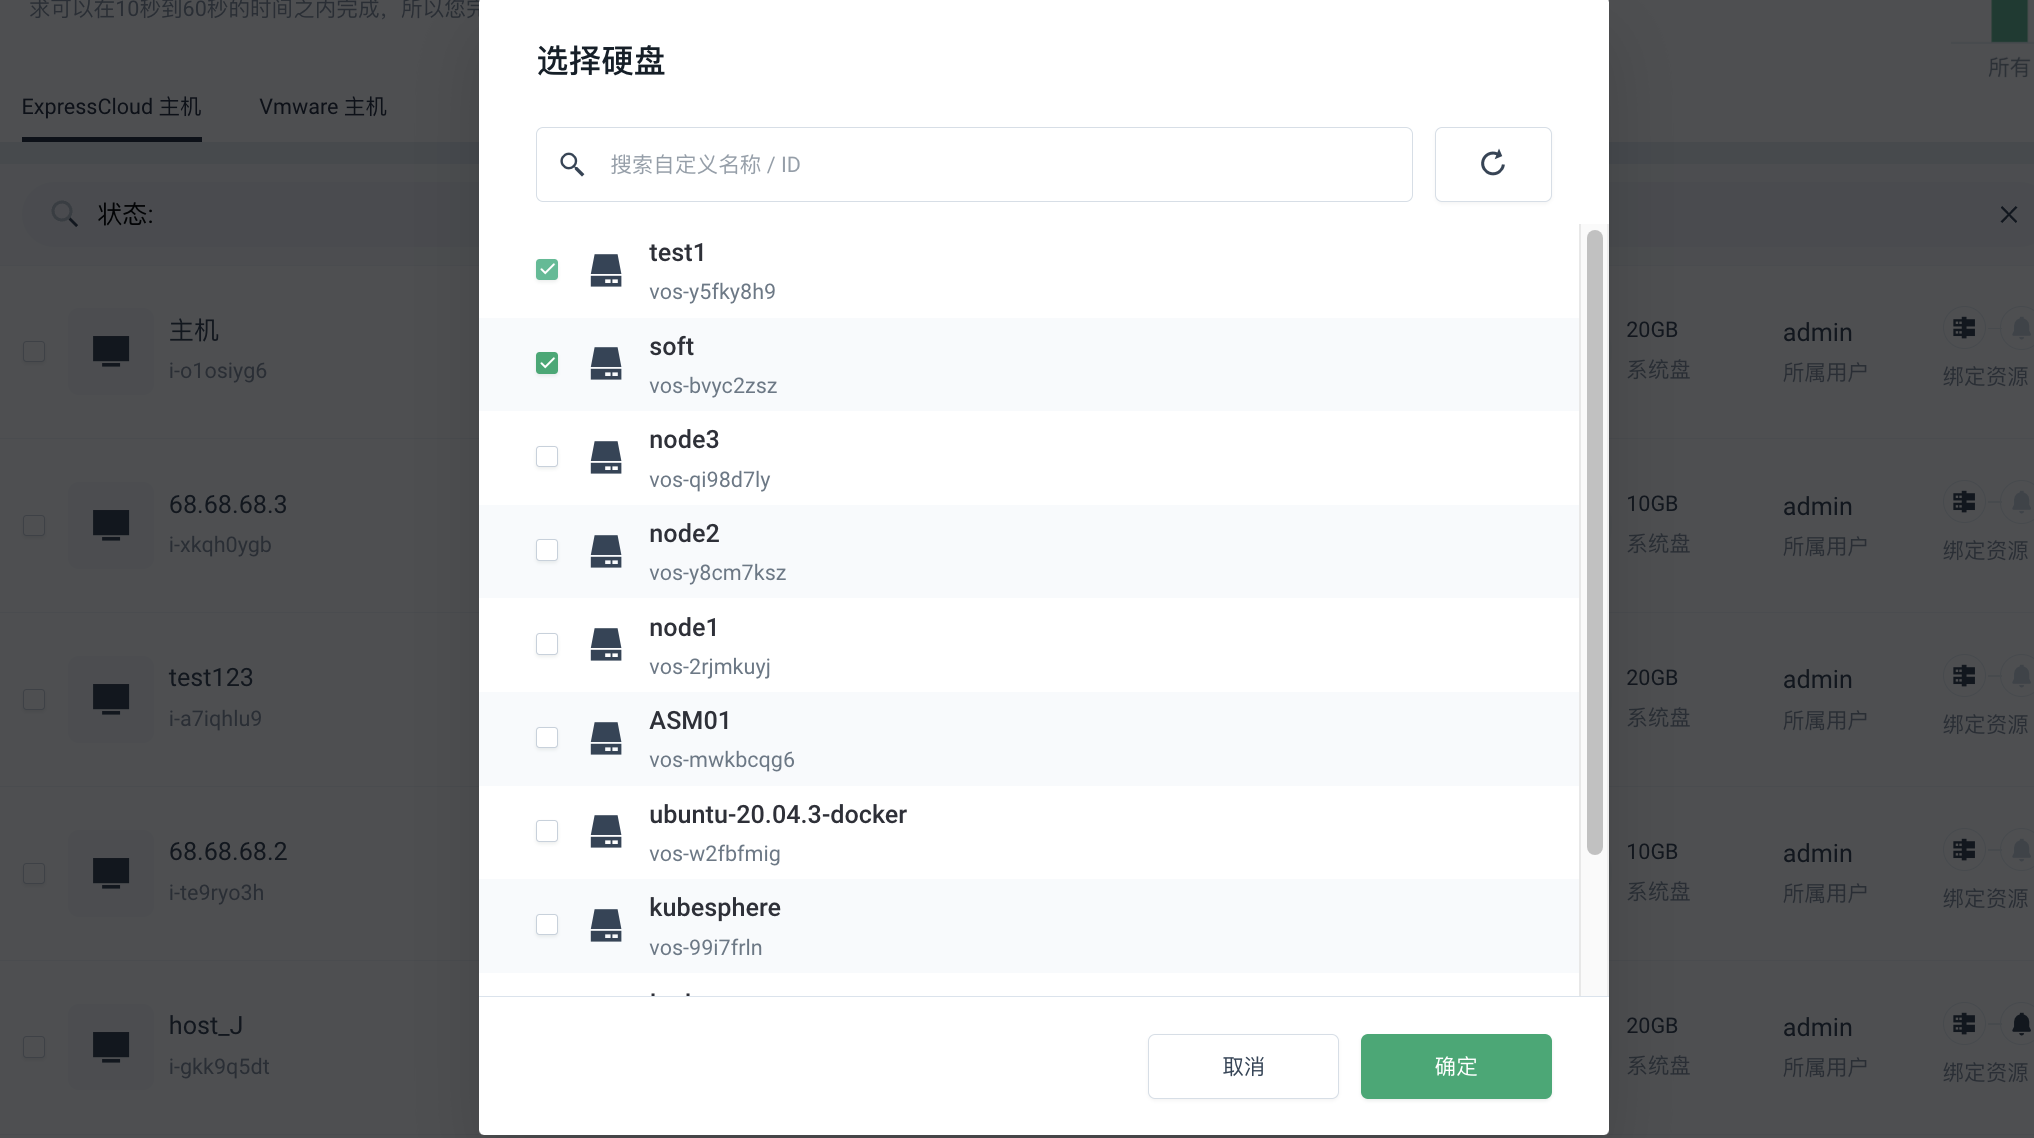 求可以在10秒到60秒的时间之内完成，所以您完
所有
ExpressCloud 主机
Vmware 主机
状态:
主机
i-o1osiyg6
20GB
系统盘
admin
所属用户
绑定资源
68.68.68.3
i-xkqh0ygb
10GB
系统盘
admin
所属用户
绑定资源
test123
i-a7iqhlu9
20GB
系统盘
admin
所属用户
绑定资源
68.68.68.2
i-te9ryo3h
10GB
系统盘
admin
所属用户
绑定资源
host_J
i-gkk9q5dt
20GB
系统盘
admin
所属用户
绑定资源
选择硬盘
搜索自定义名称 / ID
test1
vos-y5fky8h9
soft
vos-bvyc2zsz
node3
vos-qi98d7ly
node2
vos-y8cm7ksz
node1
vos-2rjmkuyj
ASM01
vos-mwkbcqg6
ubuntu-20.04.3-docker
vos-w2fbfmig
kubesphere
vos-99i7frln
取消
确定